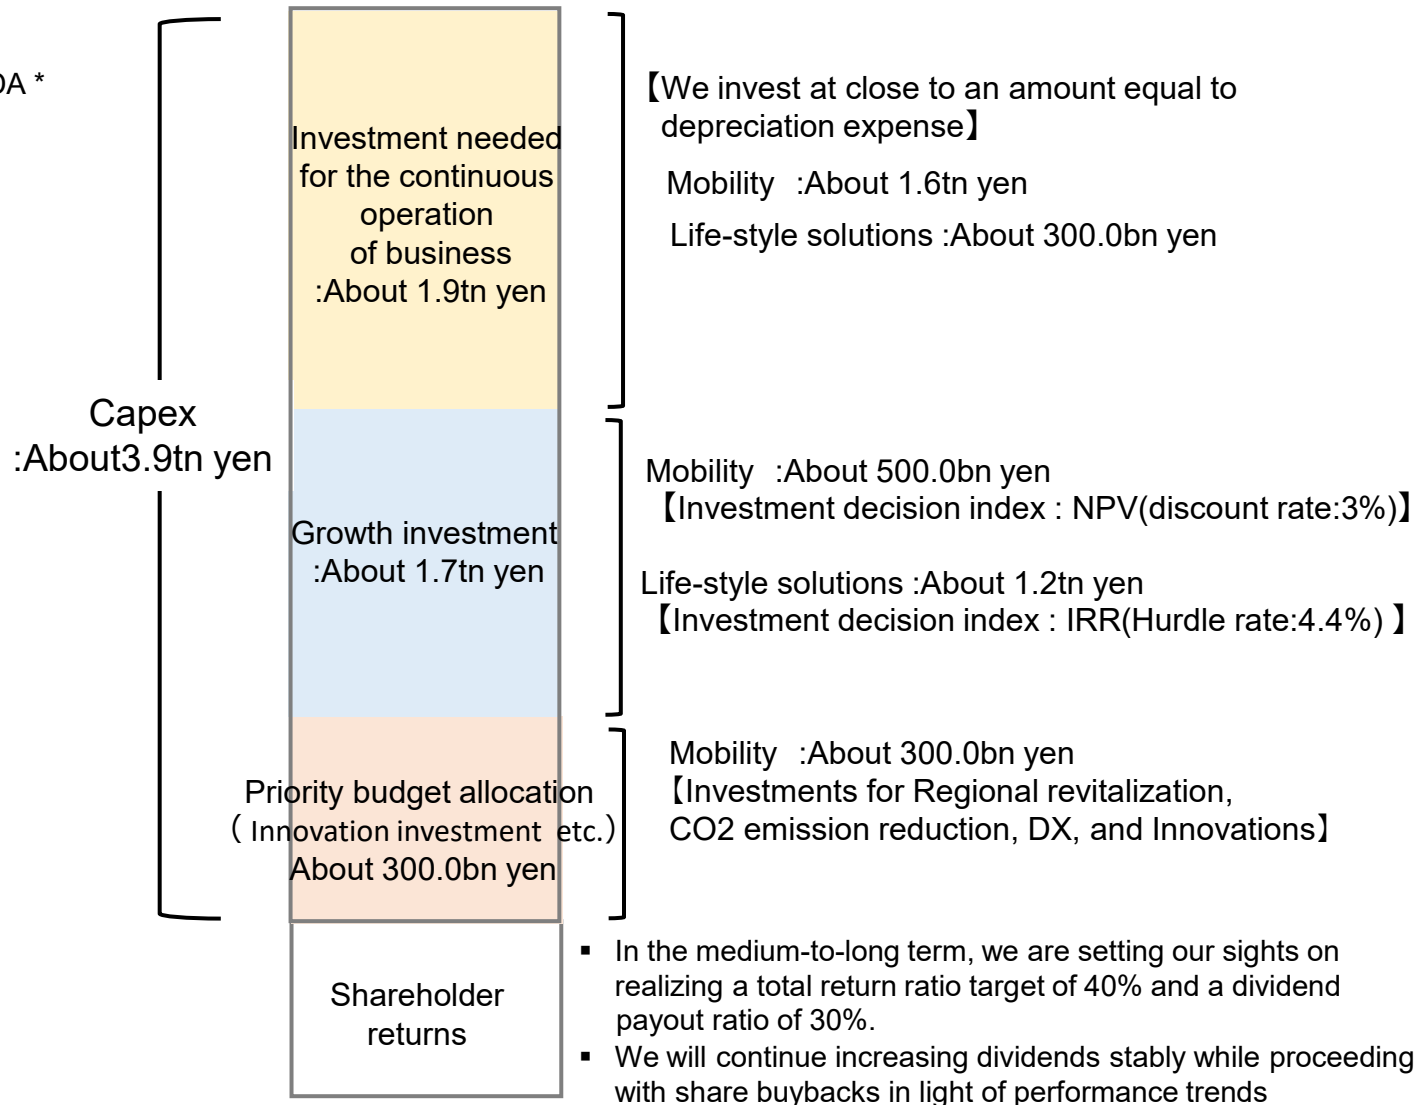 DA *
Capex
:About3.9tn yen
Investment needed
for the continuous
operation
of business
:About 1.9tn yen
【We invest at close to an amount equal to
depreciation expense】
Mobility :About 1.6tn yen
Life-style solutions :About 300.0bn yen
Growth investment
:About 1.7tn yen
Mobility :About 500.0bn yen
【Investment decision index : NPV(discount rate:3%)】
Life-style solutions :About 1.2tn yen
【Investment decision index : IRR(Hurdle rate:4.4%) 】
Priority budget allocation
( Innovation investment etc.)
About 300.0bn yen
Mobility :About 300.0bn yen
【Investments for Regional revitalization,
CO2 emission reduction, DX, and Innovations】
Shareholder
returns
▪ In the medium-to-long term, we are setting our sights on
realizing a total return ratio target of 40% and a dividend
payout ratio of 30%.
▪ We will continue increasing dividends stably while proceeding
with share buybacks in light of performance trends